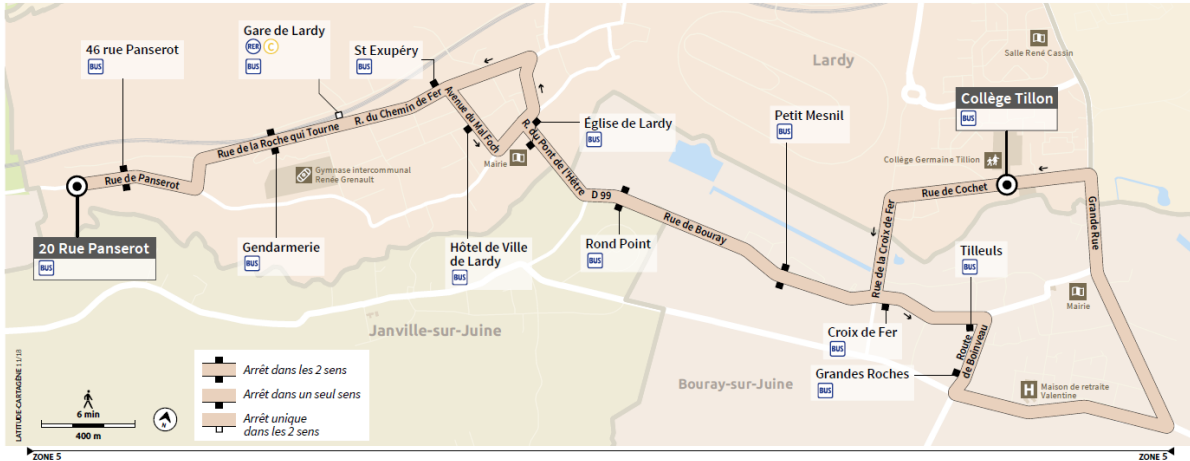 46 rue Panserot
BUS
Gare de Lardy
RER C
BUS
St Exupéry
BUS
Lardy
Salle René Cassin
Collège Tillon
BUS
Petit Mesnil
BUS
Église de Lardy
BUS
Collège Germaine Tillion
Avenue du Mal Foch
R. du Chemin de Fer
Rue de la Roche qui Tourne
Mairie
R. du Pont de l'Hêtre
Gymnase intercommunal
Renée Grenault
Rue de Panserot
D 99
Rue de Bouray
Rue de Cochet
Rue de la Croix de Fer
Grande Rue
20 Rue Panserot
BUS
Gendarmerie
BUS
Hôtel de Ville
de Lardy
BUS
Rond Point
BUS
Tilleuls
BUS
Mairie
Janville-sur-Juine
Croix de Fer
BUS
Route
de Boinveau
Grandes Roches
BUS
Bouray-sur-Juine
H
Maison de retraite
Valentine
LATITUDE-CARTAGÈNE 11/18
6 min
400 m
N
Arrêt dans les 2 sens
Arrêt dans un seul sens
Arrêt unique
dans les 2 sens
ZONE 5
ZONE 5